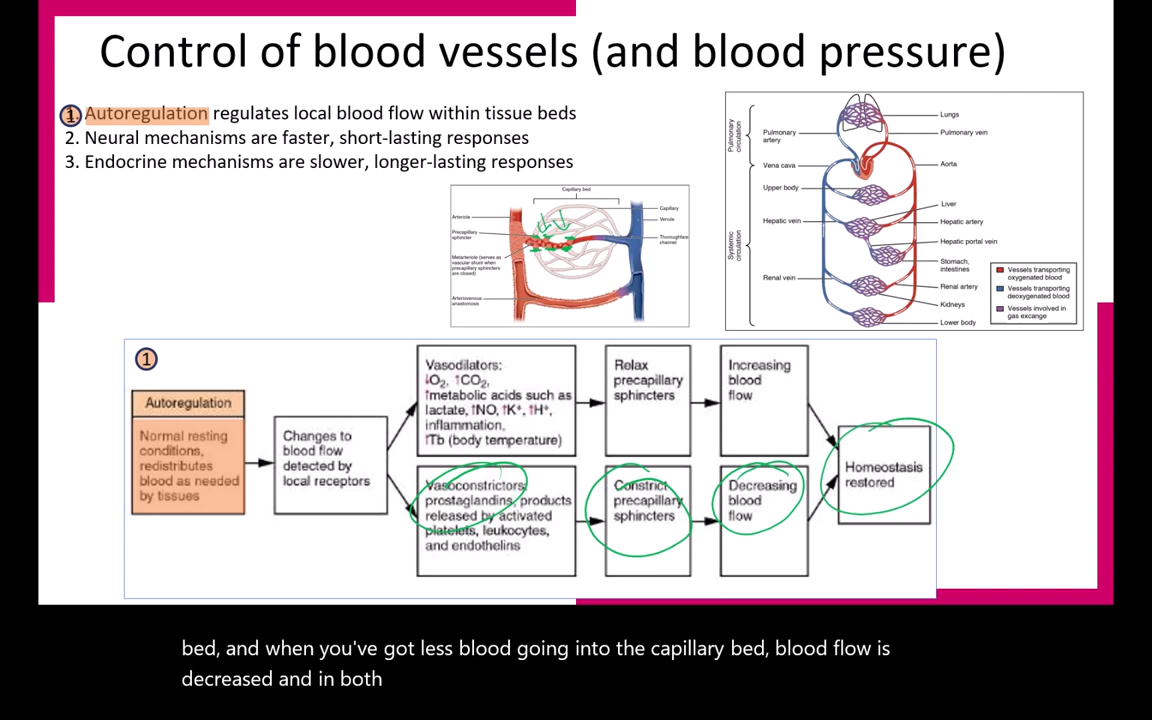 Control of blood vessels (and blood pressure)
1. Autoregulation regulates local blood flow within tissue beds
2. Neural mechanisms are faster, short-lasting responses
3. Endocrine mechanisms are slower, longer-lasting responses
Capillary bed
Arteriole
Precapillary
sphincter
Metarteriole (serves as
vascular shunt when
precapillary sphincters
are closed)
Arteriovenous
anastomosis
Capillary
Venule
Thoroughfare
channel
Pulmonary
circulation
Systemic
circulation
Pulmonary
artery
Vena cava
Upper body
Hepatic vein
Renal vein
Lungs
Pulmonary vein
Aorta
Liver
Hepatic artery
Hepatic portal vein
Stomach,
intestines
Renal artery
Kidneys
Lower body
Vessels transporting
oxygenated blood
Vessels transporting
deoxygenated blood
Vessels involved in
gas exchange
1
Autoregulation
Normal resting
conditions,
redistributes
blood as needed
by tissues
Changes to
blood flow
detected by
local receptors
Vasodilators:
↓O₂, ↑CO₂,
↑metabolic acids such as
lactate, ↑NO, ↑K⁺, ↑H⁺,
inflammation,
↑Tb (body temperature)
Relax
precapillary
sphincters
Increasing
blood
flow
Vasoconstrictors:
prostaglandins, products
released by activated
platelets, leukocytes,
and endothelins
Constrict
precapillary
sphincters
Decreasing
blood
flow
Homeostasis
restored
bed, and when you've got less blood going into the capillary bed, blood flow is
decreased and in both